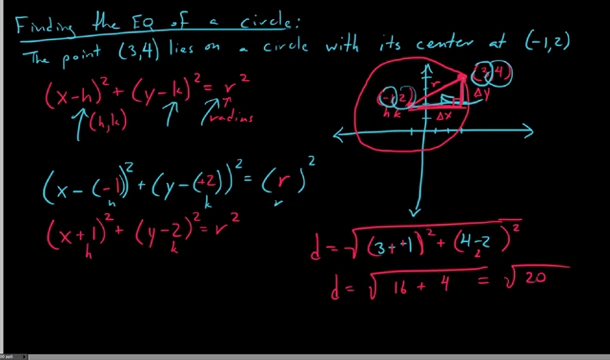 Finding the EQ of a circle:
The point (3,4) lies on a circle with its center at (-1,2)
(x-h)² + (y-k)² = r²
(h,k)
radius
(3, 4)
r
Δy
(-1, 2)
h k
Δx
(x - (-1))² + (y - (+2))² = (r)²
h k r
(x + 1)² + (y - 2)² = r²
h k
d = √(3 + +1)² + (4 - 2)²
d = √16 + 4 = √20